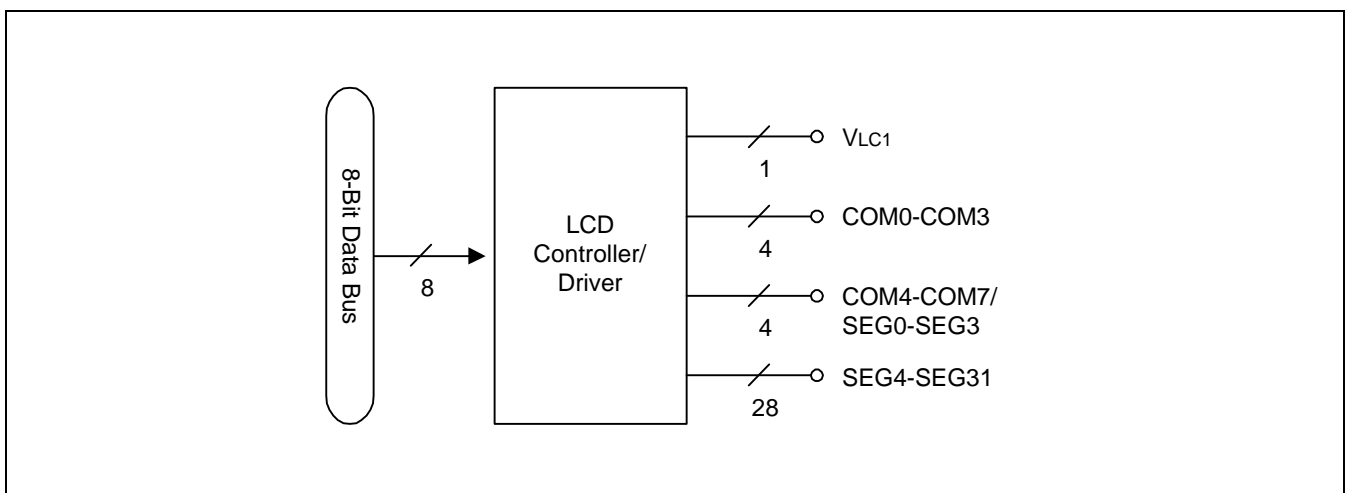 8-Bit Data Bus
8
LCD
Controller/
Driver
VLC1
1
COM0-COM3
4
COM4-COM7/
SEG0-SEG3
4
SEG4-SEG31
28